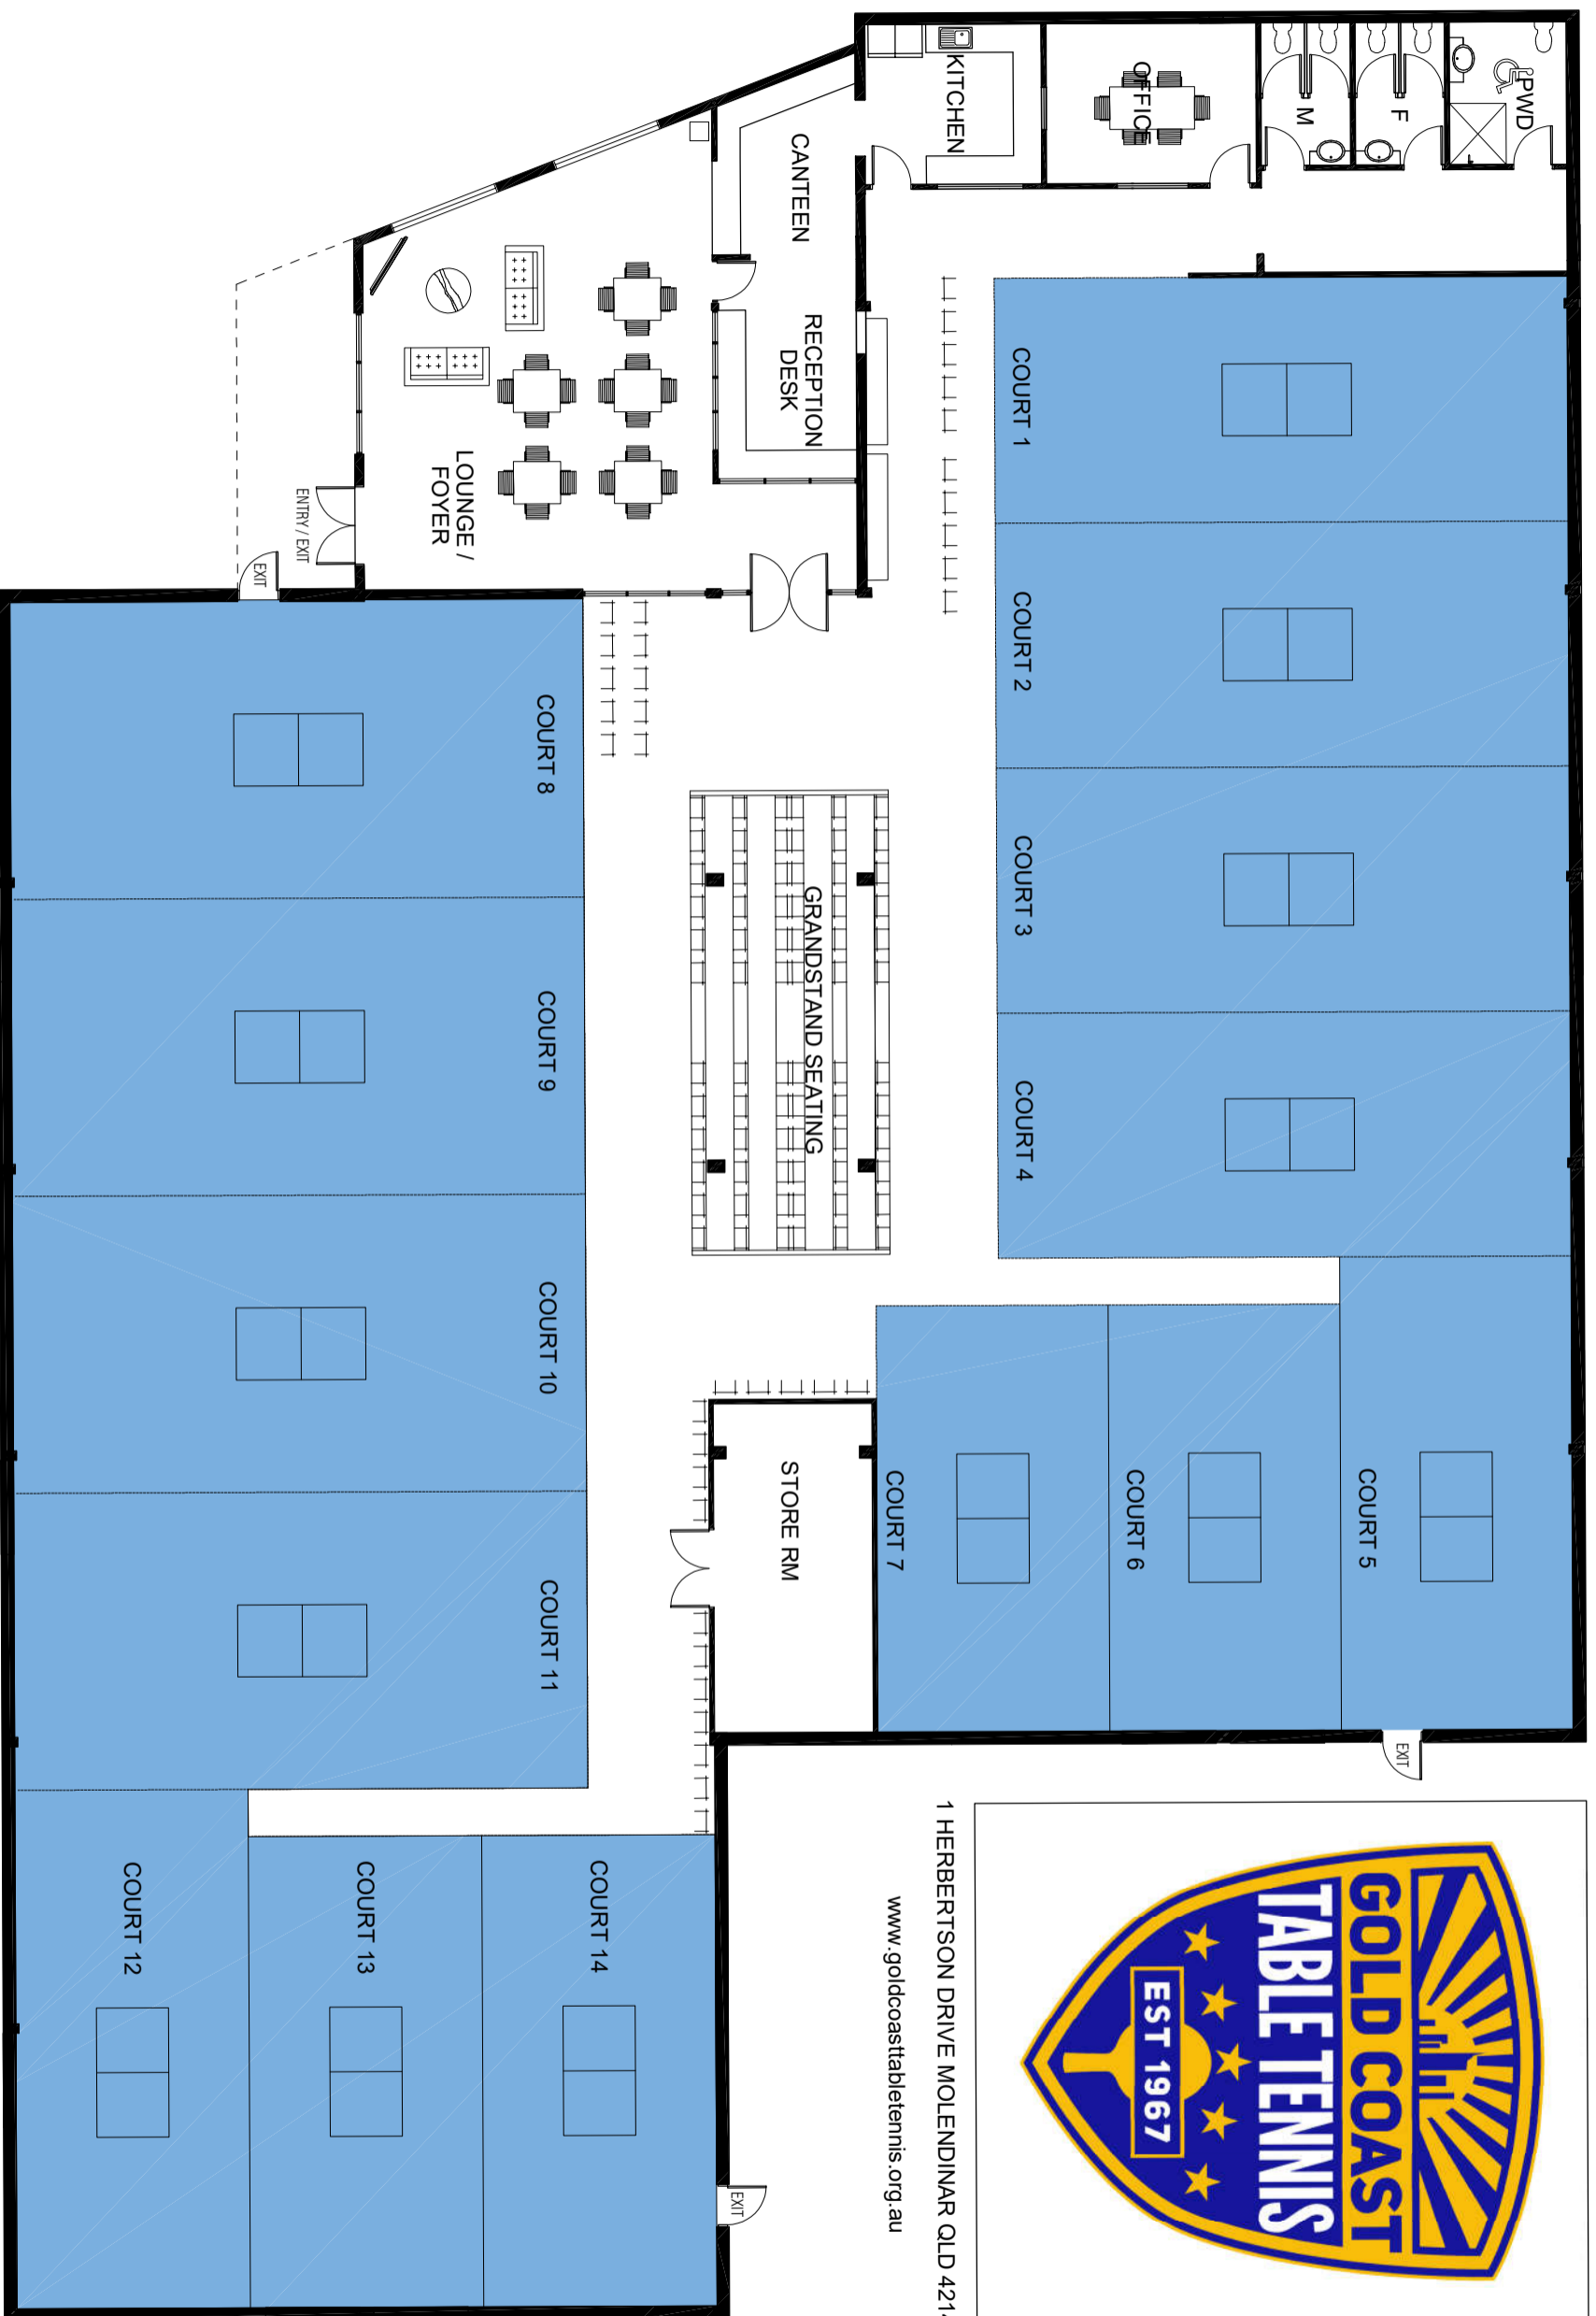 PWD
F
M
OFFICE
KITCHEN
CANTEEN
RECEPTION
DESK
LOUNGE /
FOYER
ENTRY / EXIT
EXIT
COURT 1
COURT 2
COURT 3
COURT 4
COURT 5
COURT 6
COURT 7
GRANDSTAND SEATING
STORE RM
COURT 8
COURT 9
COURT 10
COURT 11
COURT 12
COURT 13
COURT 14
EXIT
EXIT
GOLD COAST
TABLE TENNIS
EST 1967
1 HERBERTSON DRIVE MOLENDINAR QLD 4214
www.goldcoasttabletennis.org.au